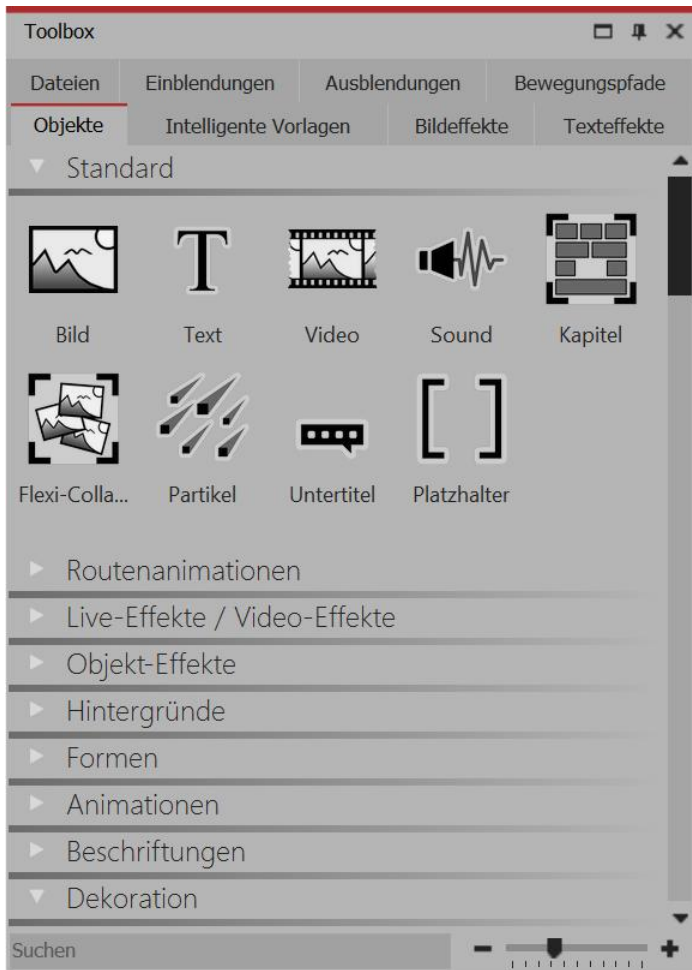 Toolbox
Dateien Einblendungen Ausblendungen Bewegungspfade
Objekte Intelligente Vorlagen Bildeffekte Texteffekte
Standard
Bild Text Video Sound Kapitel
Flexi-Colla... Partikel Untertitel Platzhalter
Routenanimationen
Live-Effekte / Video-Effekte
Objekt-Effekte
Hintergründe
Formen
Animationen
Beschriftungen
Dekoration
Suchen